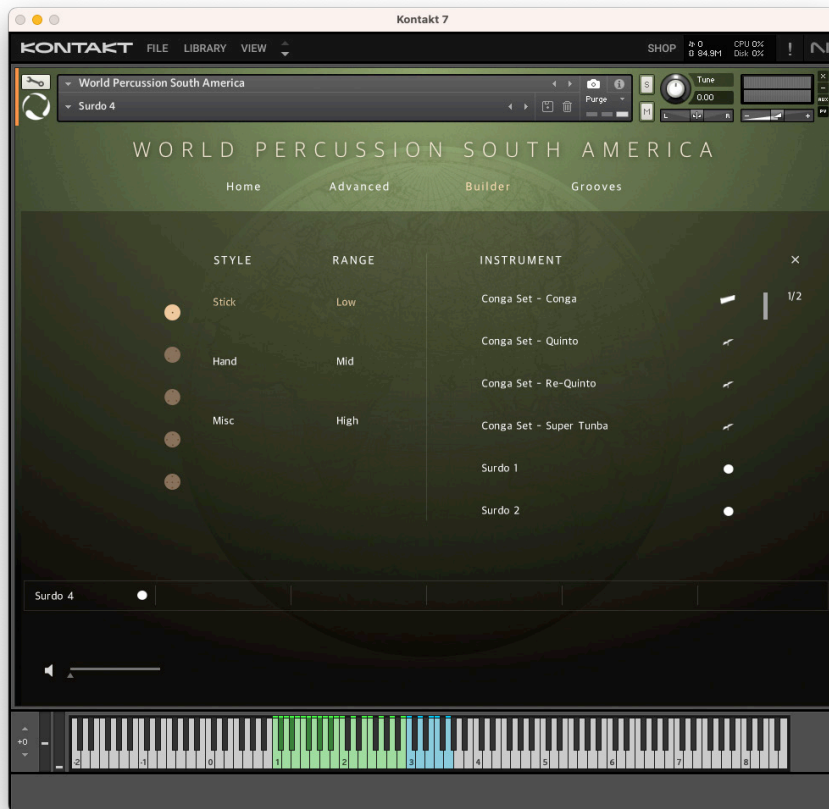 Kontakt 7
KONTAKT FILE LIBRARY VIEW SHOP 0 84.9M CPU 0% Disk 0% !
World Percussion South America
Surdo 4
Purge
S
M
Tune
0.00
L R
- +
AUX
PV
WORLD PERCUSSION SOUTH AMERICA
Home Advanced Builder Grooves
STYLE RANGE INSTRUMENT ×
Stick Low Conga Set - Conga 1/2
Conga Set - Quinto
Hand Mid
Conga Set - Re-Quinto
Misc High Conga Set - Super Tunba
Surdo 1
Surdo 2
Surdo 4
+0
-2 -1 0 1 2 3 4 5 6 7 8